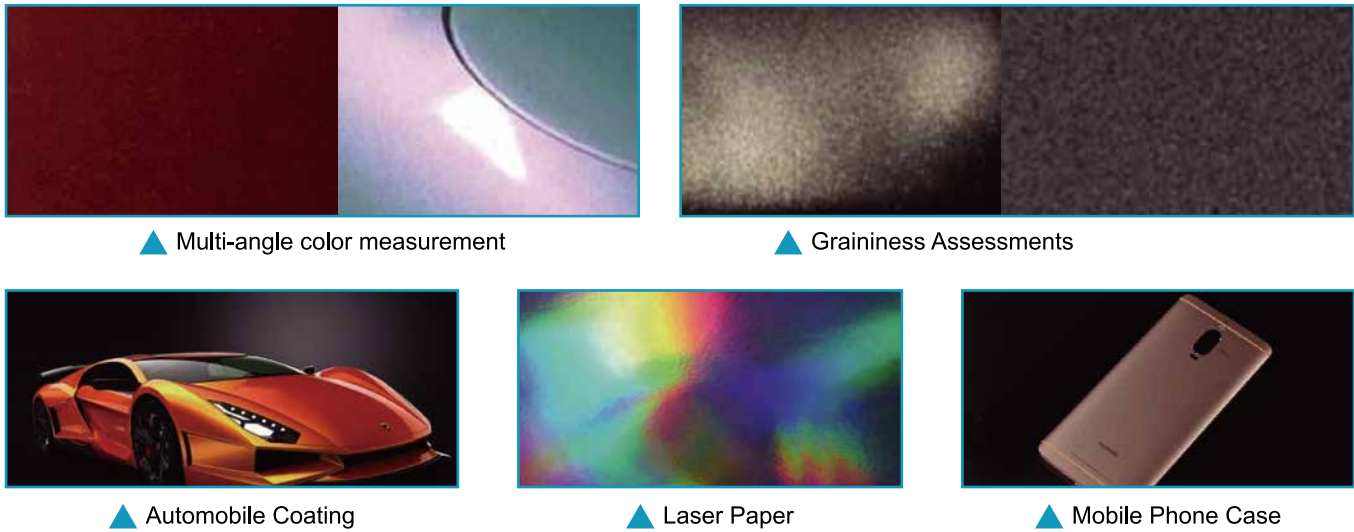 Multi-angle color measurement
Graininess Assessments
Automobile Coating
Laser Paper
Mobile Phone Case